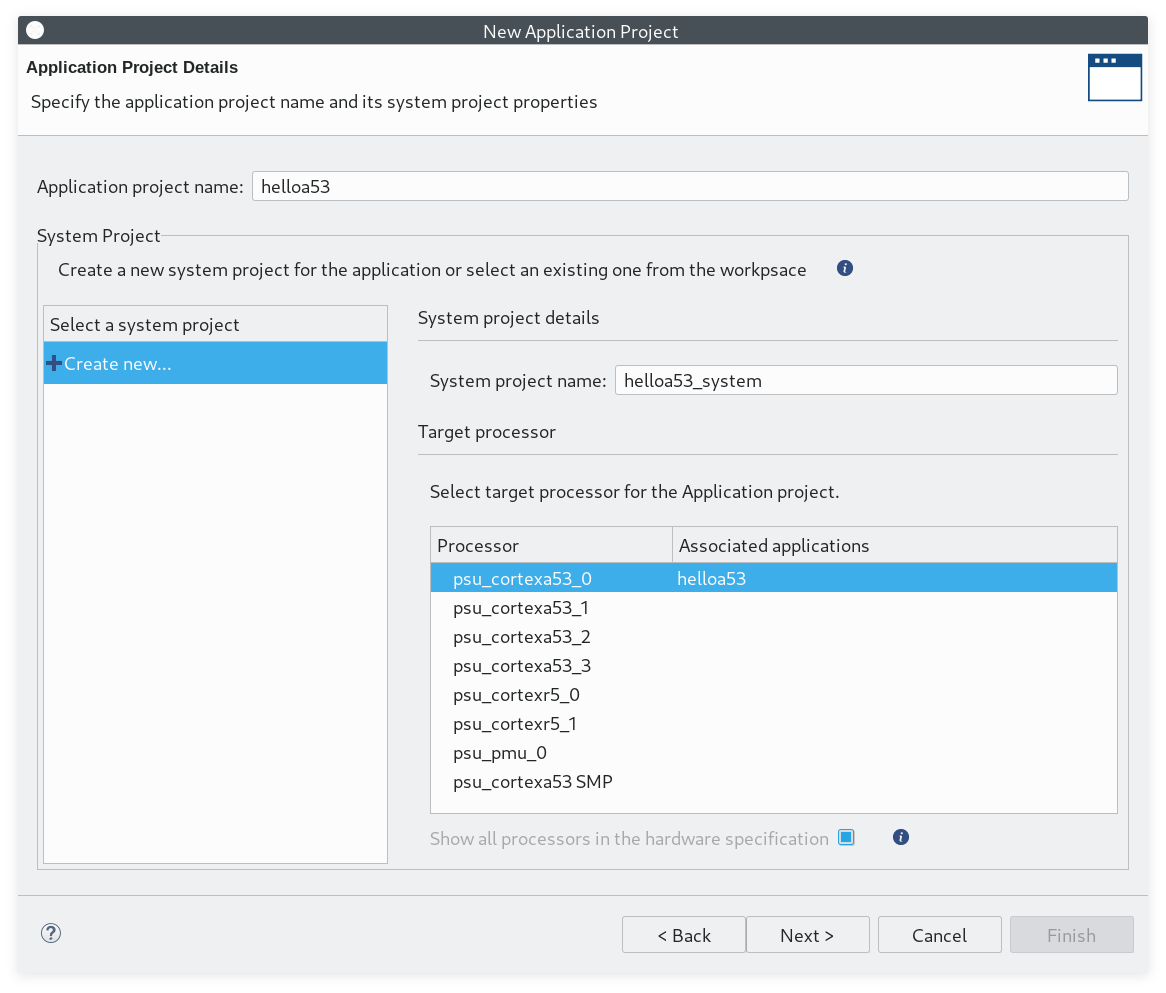 New Application Project
Application Project Details
Specify the application project name and its system project properties
Application project name: helloa53
System Project
Create a new system project for the application or select an existing one from the workpsace
Select a system project
Create new...
System project details
System project name: helloa53_system
Target processor
Select target processor for the Application project.
Processor Associated applications
psu_cortexa53_0 helloa53
psu_cortexa53_1
psu_cortexa53_2
psu_cortexa53_3
psu_cortexr5_0
psu_cortexr5_1
psu_pmu_0
psu_cortexa53 SMP
Show all processors in the hardware specification
< Back Next > Cancel Finish